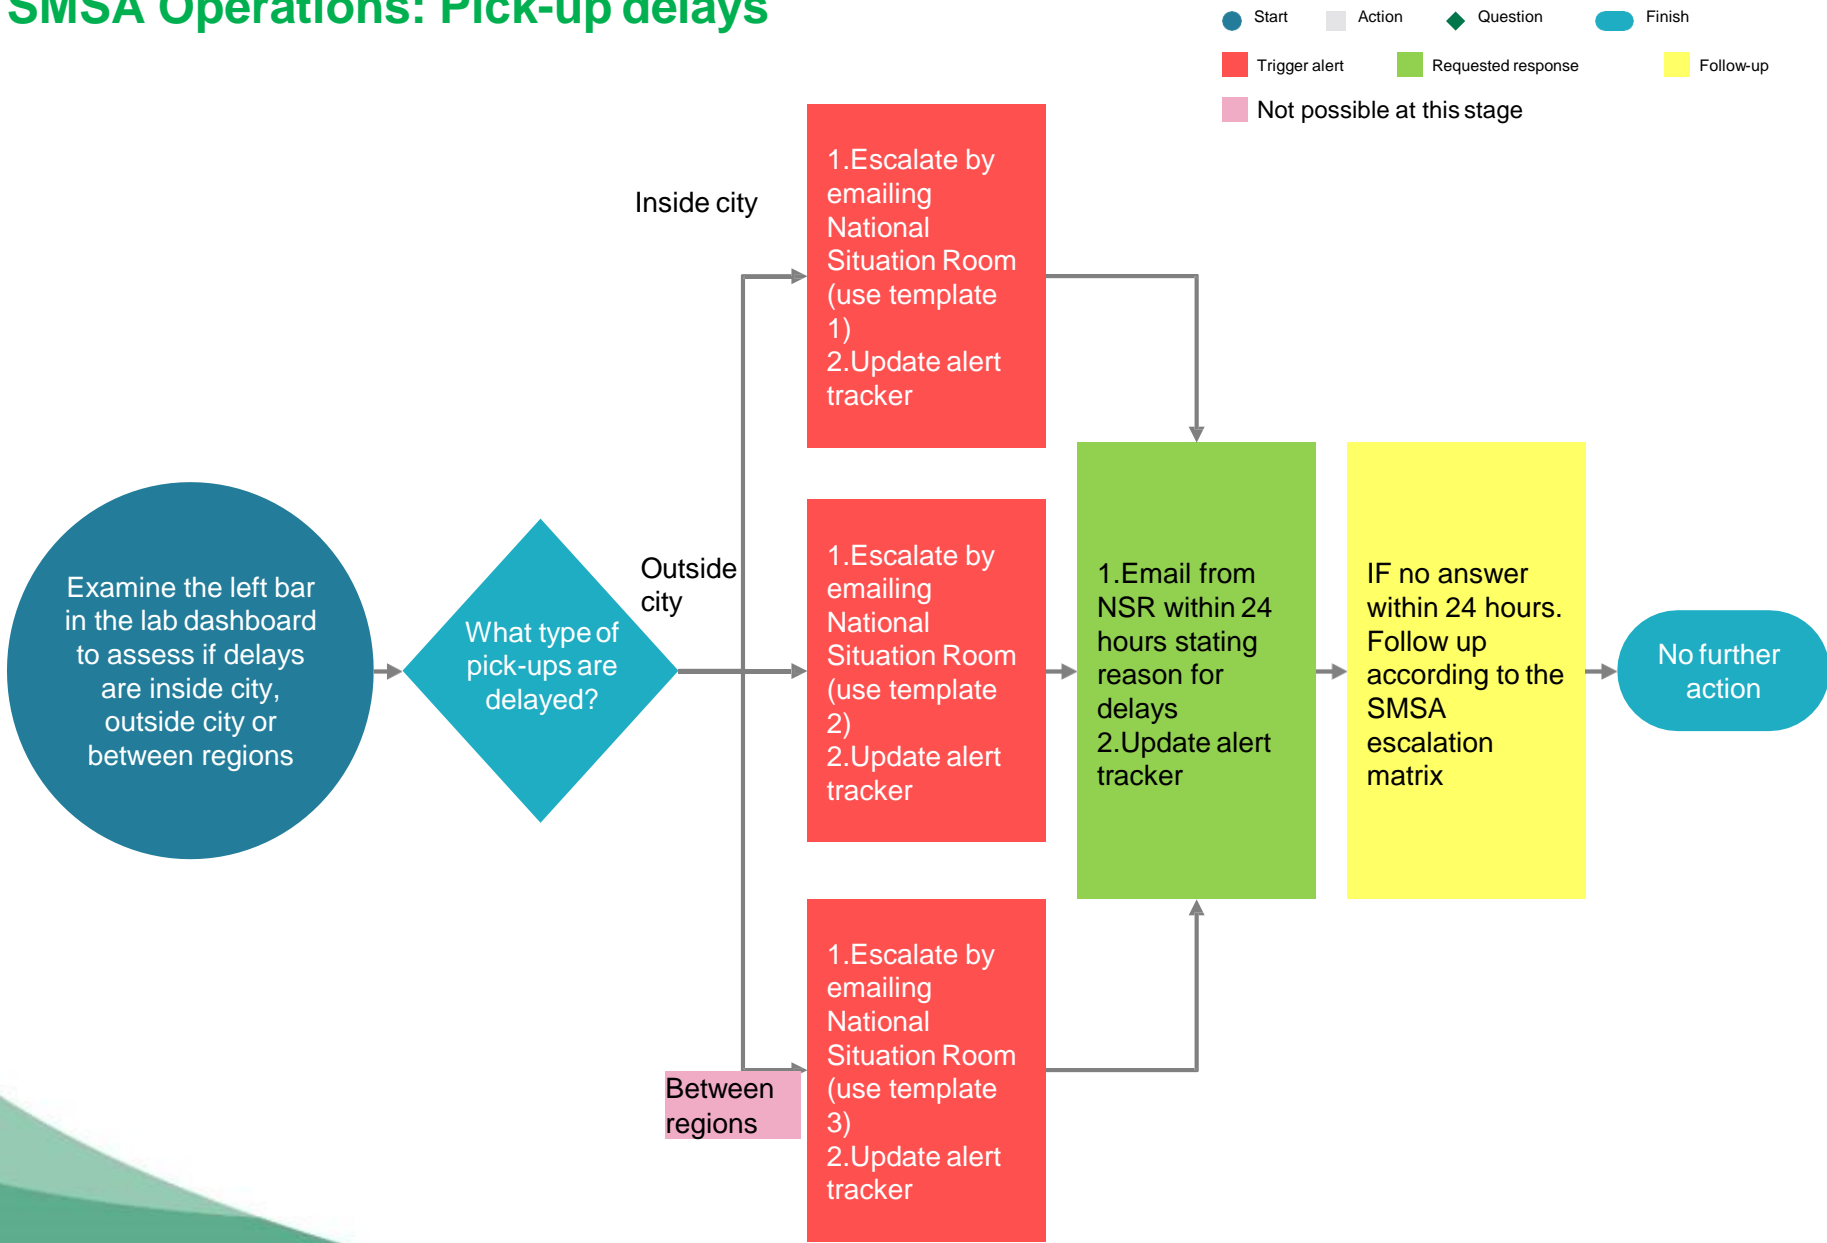 SMSA Operations: Pick-up delays
Start
Action
Question
Finish
Trigger alert
Requested response
Follow-up
Not possible at this stage
Examine the left bar
in the lab dashboard
to assess if delays
are inside city,
outside city or
between regions
What type of
pick-ups are
delayed?
Inside city
1.Escalate by
emailing
National
Situation Room
(use template
1)
2.Update alert
tracker
Outside
city
1.Escalate by
emailing
National
Situation Room
(use template
2)
2.Update alert
tracker
Between
regions
1.Escalate by
emailing
National
Situation Room
(use template
3)
2.Update alert
tracker
1.Email from
NSR within 24
hours stating
reason for
delays
2.Update alert
tracker
IF no answer
within 24 hours.
Follow up
according to the
SMSA
escalation
matrix
No further
action